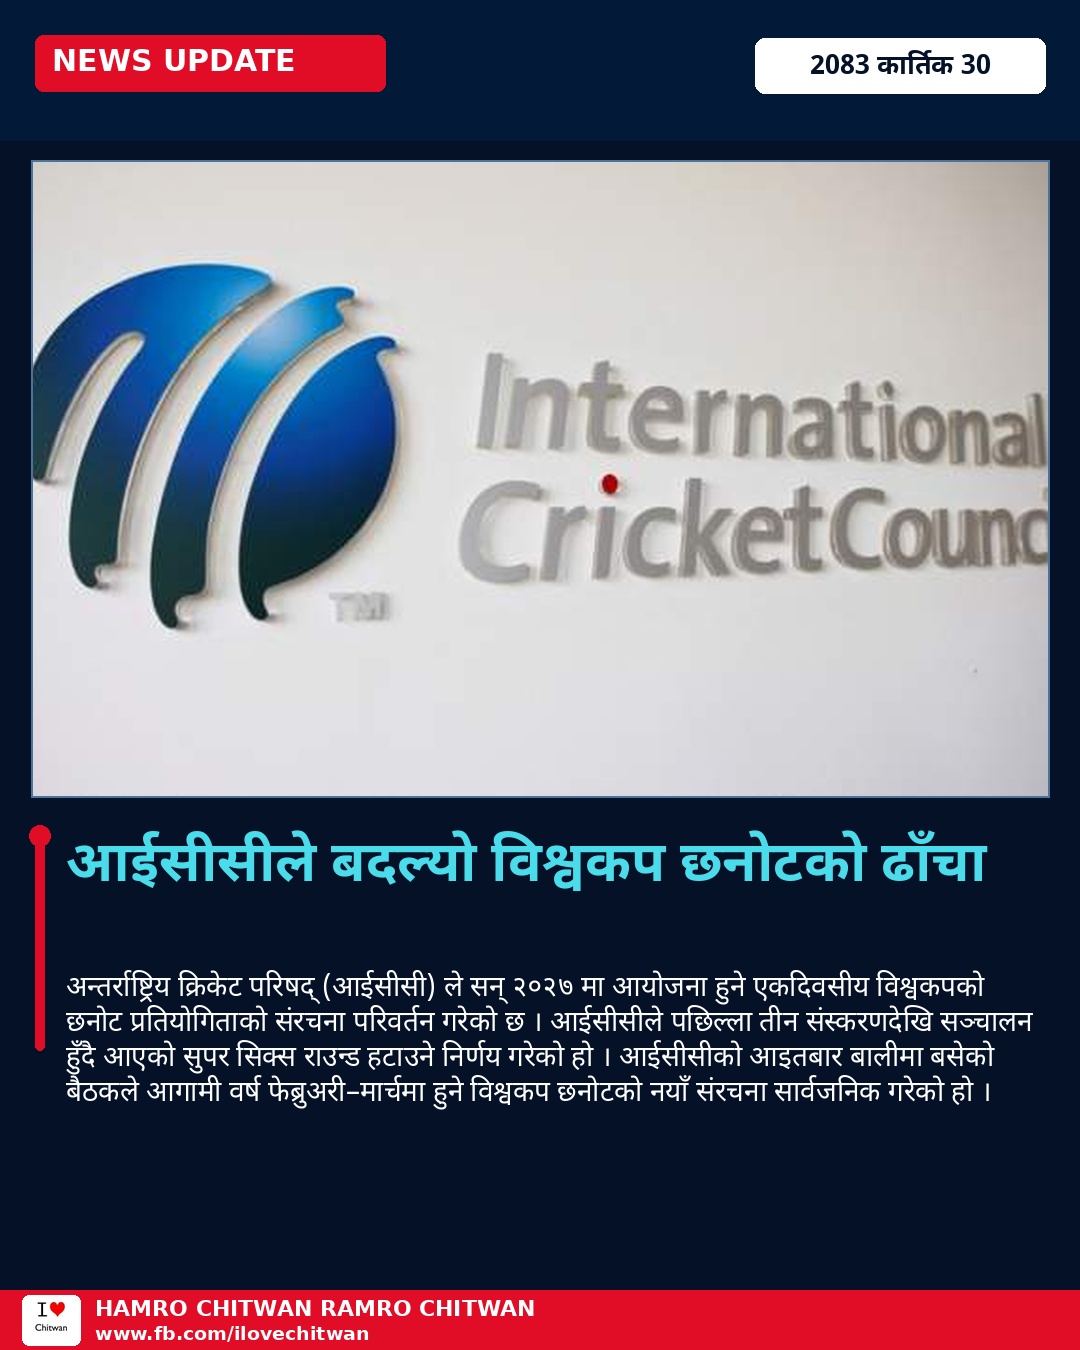 NEWS UPDATE
2083 कार्तिक 30
International
CricketCounc
TM
आईसीसीले बदल्यो विश्वकप छनोटको ढाँचा
अन्तर्राष्ट्रिय क्रिकेट परिषद् (आईसीसी) ले सन् २०२७ मा आयोजना हुने एकदिवसीय विश्वकपको
छनोट प्रतियोगिताको संरचना परिवर्तन गरेको छ । आईसीसीले पछिल्ला तीन संस्करणदेखि सञ्चालन
हुँदै आएको सुपर सिक्स राउन्ड हटाउने निर्णय गरेको हो । आईसीसीको आइतबार बालीमा बसेको
बैठकले आगामी वर्ष फेब्रुअरी–मार्चमा हुने विश्वकप छनोटको नयाँ संरचना सार्वजनिक गरेको हो ।
I❤
Chitwan
HAMRO CHITWAN RAMRO CHITWAN
www.fb.com/ilovechitwan